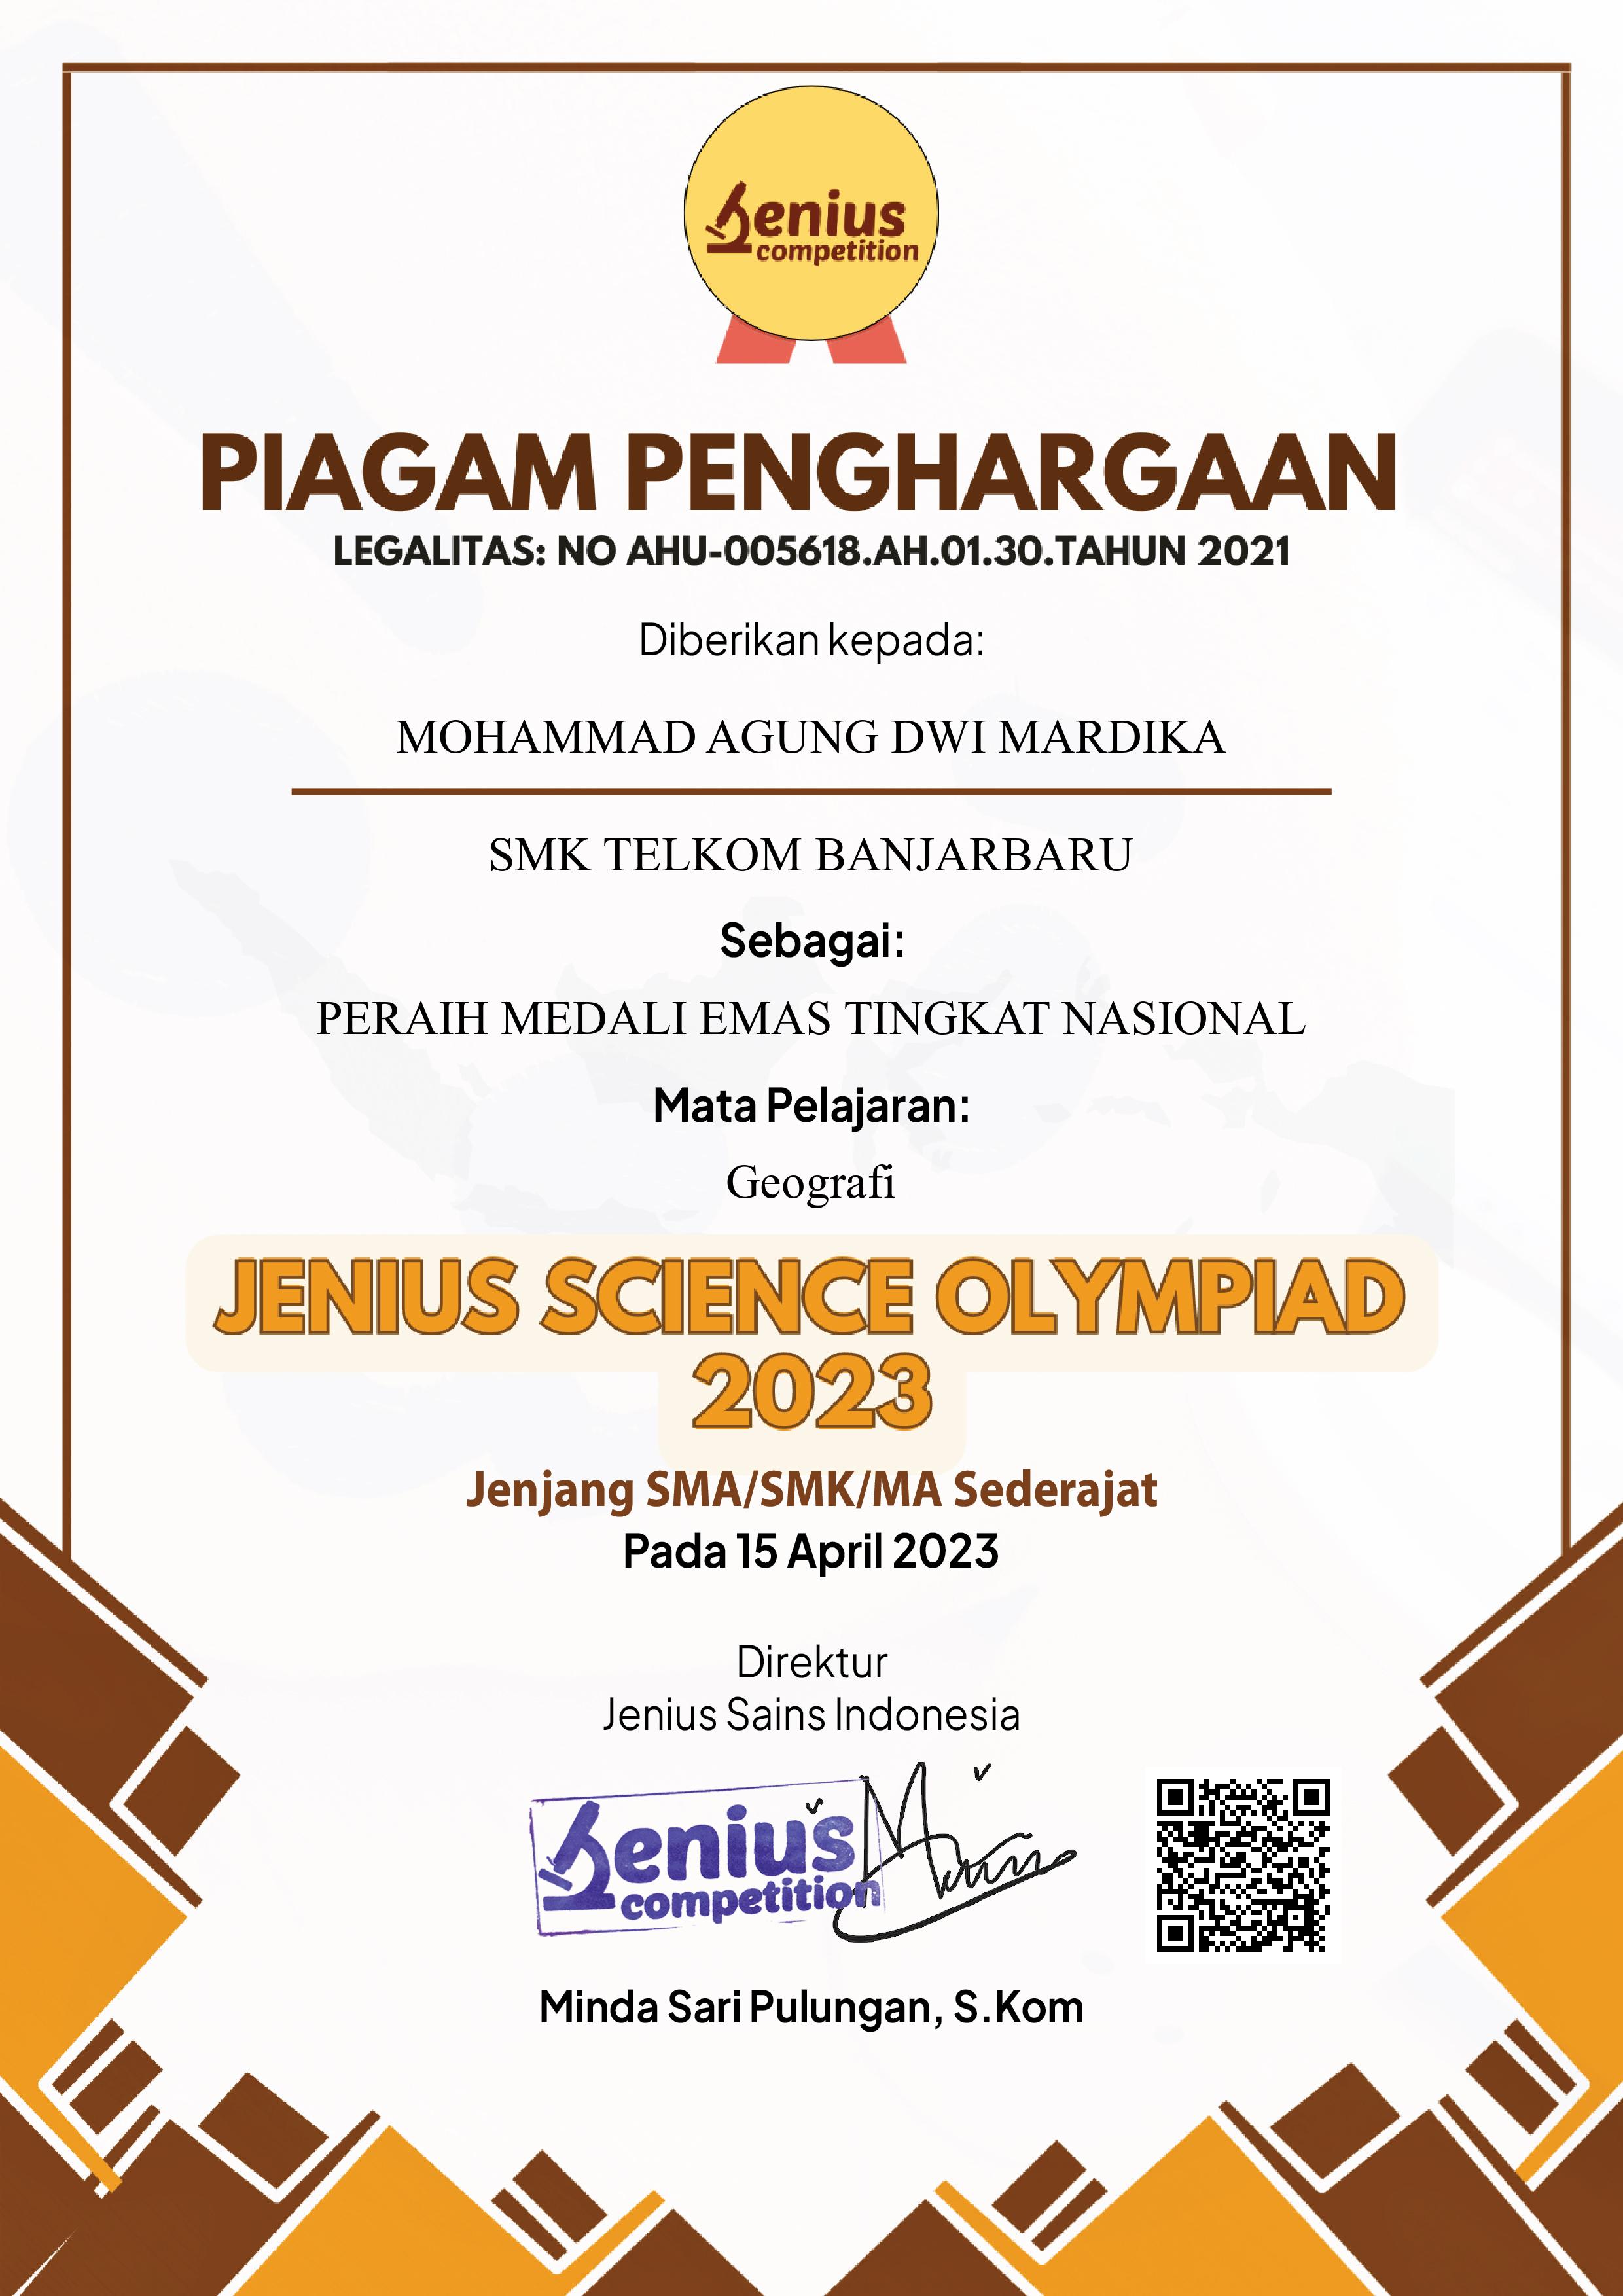 Jenius
competition
PIAGAM PENGHARGAAN
LEGALITAS: NO AHU-005618.AH.01.30.TAHUN 2021
Diberikan kepada:
MOHAMMAD AGUNG DWI MARDIKA
SMK TELKOM BANJARBARU
Sebagai:
PERAIH MEDALI EMAS TINGKAT NASIONAL
Mata Pelajaran:
Geografi
JENIUS SCIENCE OLYMPIAD
2023
Jenjang SMA/SMK/MA Sederajat
Pada 15 April 2023
Direktur
Jenius Sains Indonesia
Jenius
competition
Minda Sari Pulungan, S.Kom